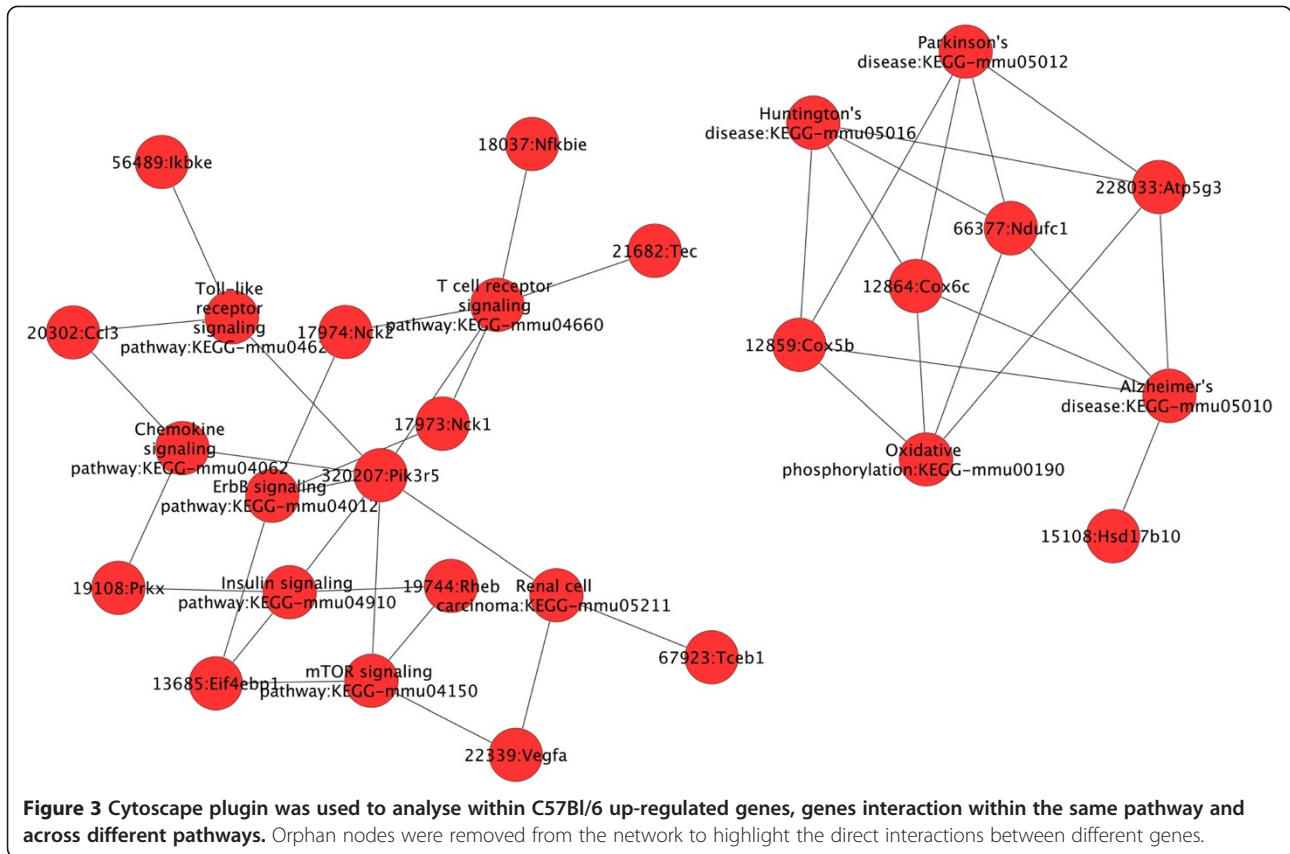 Parkinson's
disease:KEGG-mmu05012
Huntington's
disease:KEGG-mmu05016
18037:Nfkbie
56489:Ikbke
228033:Atp5g3
66377:Ndufc1
21682:Tec
12864:Cox6c
Toll-like
receptor
signaling
pathway:KEGG-mmu0462
T cell receptor
signaling
pathway:KEGG-mmu04660
20302:Ccl3
17974:Nck2
12859:Cox5b
Alzheimer's
disease:KEGG-mmu05010
17973:Nck1
Chemokine
signaling
pathway:KEGG-mmu04062
320207:Pik3r5
Oxidative
phosphorylation:KEGG-mmu00190
ErbB signaling
pathway:KEGG-mmu04012
15108:Hsd17b10
19108:Prkx
Insulin signaling
pathway:KEGG-mmu04910
19744:Rheb
Renal cell
carcinoma:KEGG-mmu05211
67923:Tceb1
13685:Eif4ebp1
mTOR signaling
pathway:KEGG-mmu04150
22339:Vegfa
Figure 3 Cytoscape plugin was used to analyse within C57Bl/6 up-regulated genes, genes interaction within the same pathway and
across different pathways. Orphan nodes were removed from the network to highlight the direct interactions between different genes.